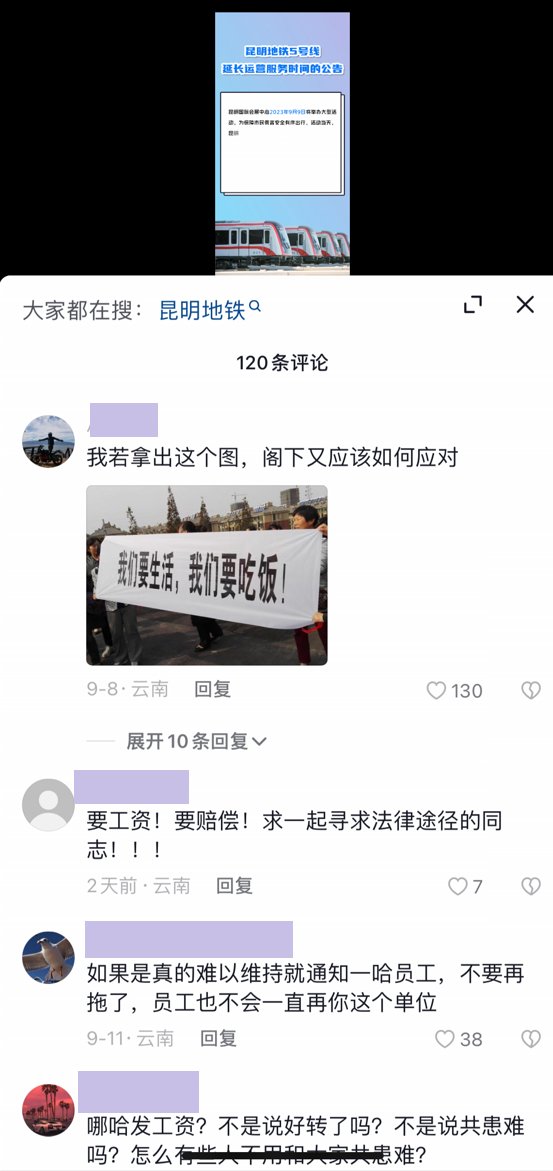 昆明地铁5号线
延长运营服务时间的公告
昆明国际会展中心2023年9月9日将举办大型活
动，为保障市民乘客安全有序出行，活动当天，
昆明
大家都在搜：昆明地铁
120条评论
我若拿出这个图，阁下又应该如何应对
我们要生活，我们要吃饭！
9-8·云南 回复 130
展开10条回复
要工资！要赔偿！求一起寻求法律途径的同
志！！！
2天前·云南 回复 7
如果是真的难以维持就通知一哈员工，不要再
拖了，员工也不会一直再你这个单位
9-11·云南 回复 38
哪哈发工资？不是说好转了吗？不是说共患难
吗？怎么有些人不用和大家共患难？